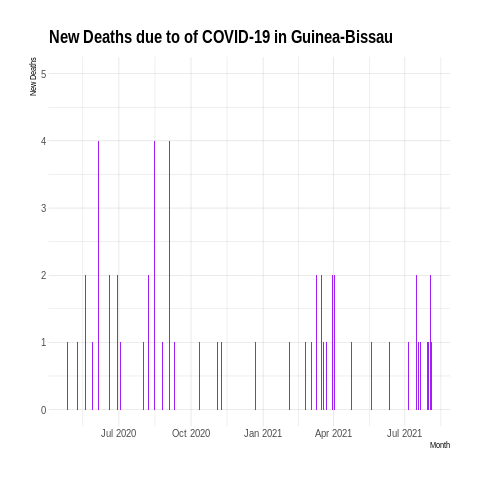 New Deaths due to of COVID-19 in Guinea-Bissau
New Deaths
5
4
3
2
1
0
Jul 2020 Oct 2020 Jan 2021 Apr 2021 Jul 2021
Month